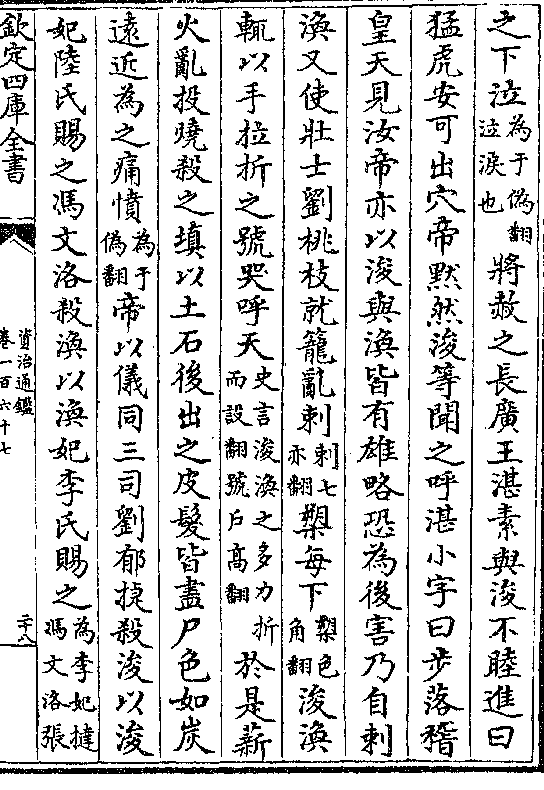 之下泣為于偽翻泣淚也將赦之長廣王湛素與浚不睦進曰
猛虎安可出穴帝默然浚等聞之呼湛小字曰步落稽
皇天見汝帝亦以浚與渙皆有雄略恐為後害乃自刺
渙又使壯士劉桃枝就籠亂刺刺七亦翻槊每下槊色角翻浚渙
輒以手拉折之號哭呼天史言浚渙之多力折而設翻號戶高翻於是薪
火亂投燒殺之填以土石後出之皮髮皆盡尸色如炭
遠近為之痛憤為于偽翻帝以儀同三司劉郁㨗殺浚以浚
妃陸氏賜之馮文洛殺渙以渙妃李氏賜之為李妃撻馮文洛張
欽定四庫全書
資治通鑑
卷一百六十七
二十八